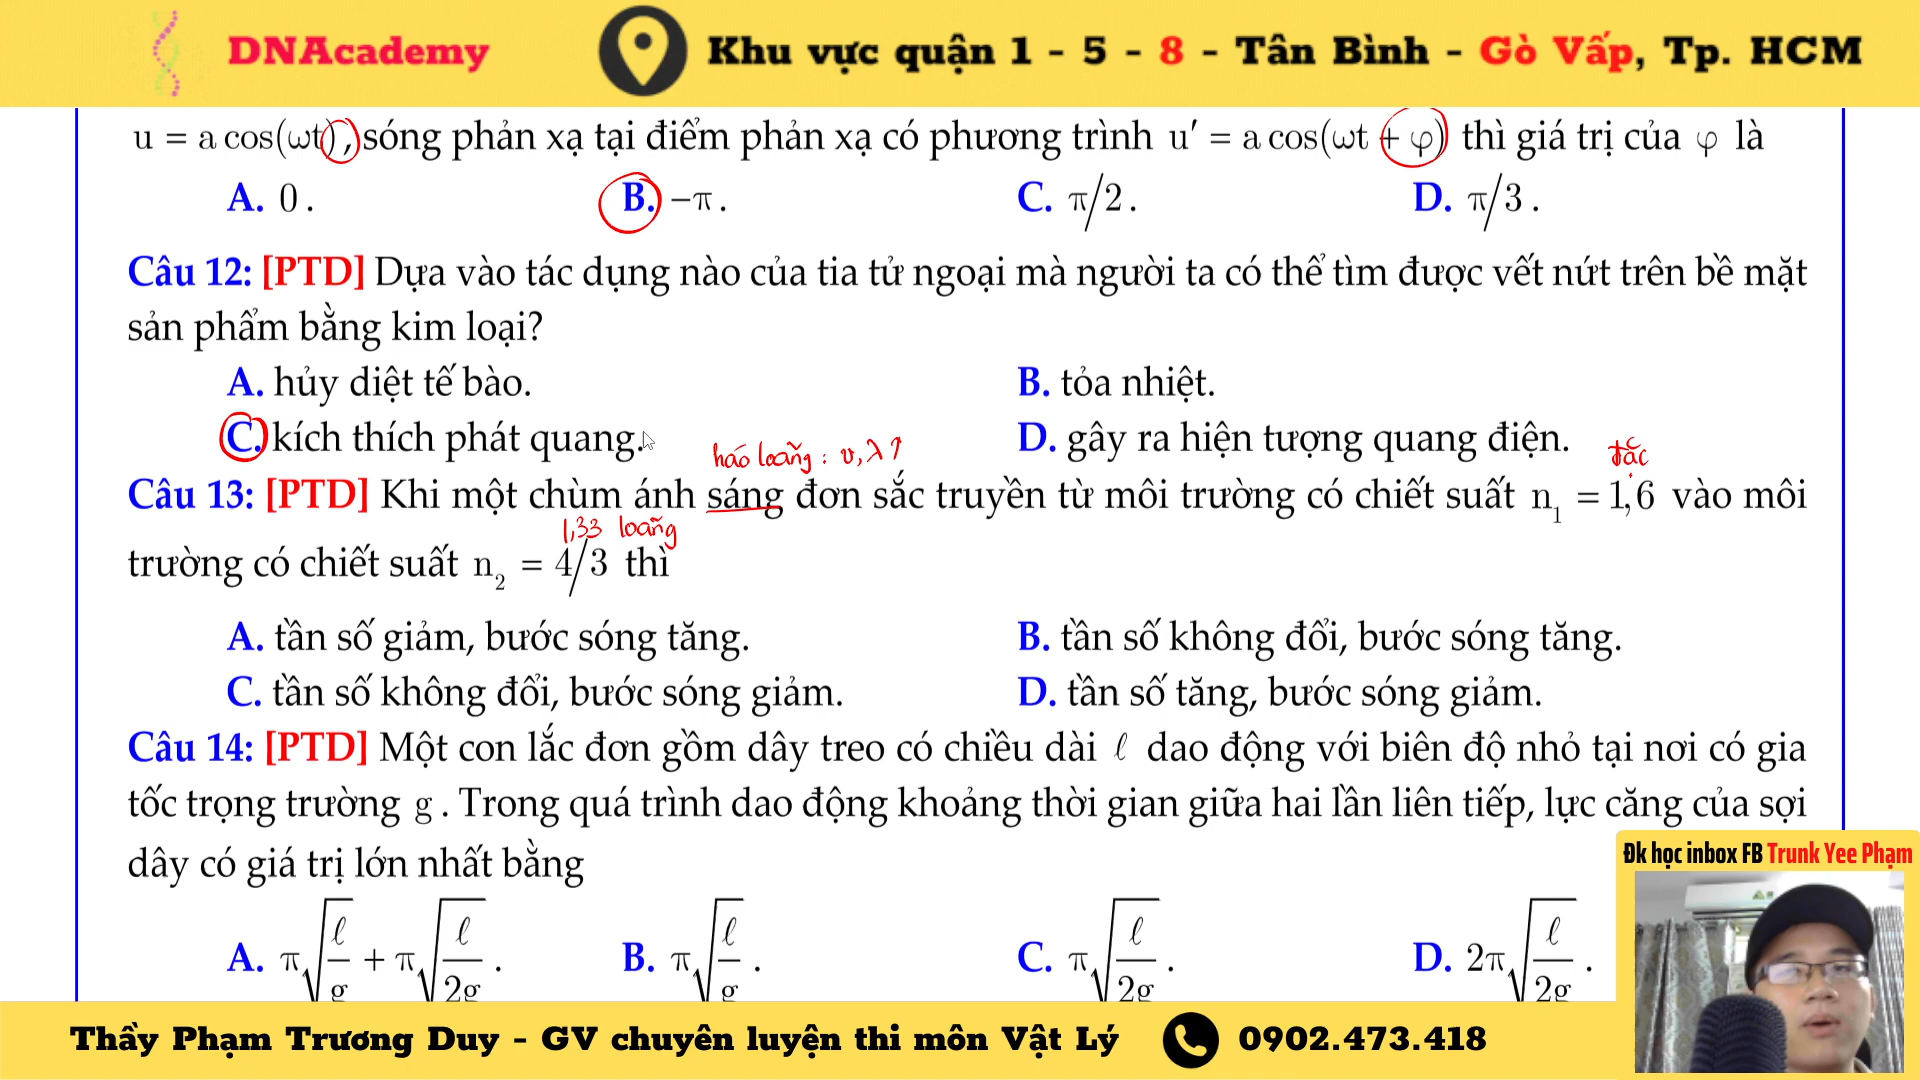 DNAcademy Khu vực quận 1 - 5 - 8 - Tân Bình - Gò Vấp, Tp. HCM
u = a cos(ωt), sóng phản xạ tại điểm phản xạ có phương trình u′ = a cos(ωt + φ) thì giá trị của φ là
A. 0. B. −π. C. π/2. D. π/3.
Câu 12: [PTD] Dựa vào tác dụng nào của tia tử ngoại mà người ta có thể tìm được vết nứt trên bề mặt
sản phẩm bằng kim loại?
A. hủy diệt tế bào. B. tỏa nhiệt.
C. kích thích phát quang. D. gây ra hiện tượng quang điện.
háo loãng : v, λ ↑ đặc
Câu 13: [PTD] Khi một chùm ánh sáng đơn sắc truyền từ môi trường có chiết suất n₁ = 1,6 vào môi
1,33 loãng
trường có chiết suất n₂ = 4/3 thì
A. tần số giảm, bước sóng tăng. B. tần số không đổi, bước sóng tăng.
C. tần số không đổi, bước sóng giảm. D. tần số tăng, bước sóng giảm.
Câu 14: [PTD] Một con lắc đơn gồm dây treo có chiều dài ℓ dao động với biên độ nhỏ tại nơi có gia
tốc trọng trường g. Trong quá trình dao động khoảng thời gian giữa hai lần liên tiếp, lực căng của sợi
dây có giá trị lớn nhất bằng
A. π√(ℓ/g) + π√(ℓ/2g). B. π√(ℓ/g). C. π√(ℓ/2g). D. 2π√(ℓ/2g).
Đk học inbox FB Trunk Yee Phạm
Thầy Phạm Trương Duy - GV chuyên luyện thi môn Vật Lý 0902.473.418